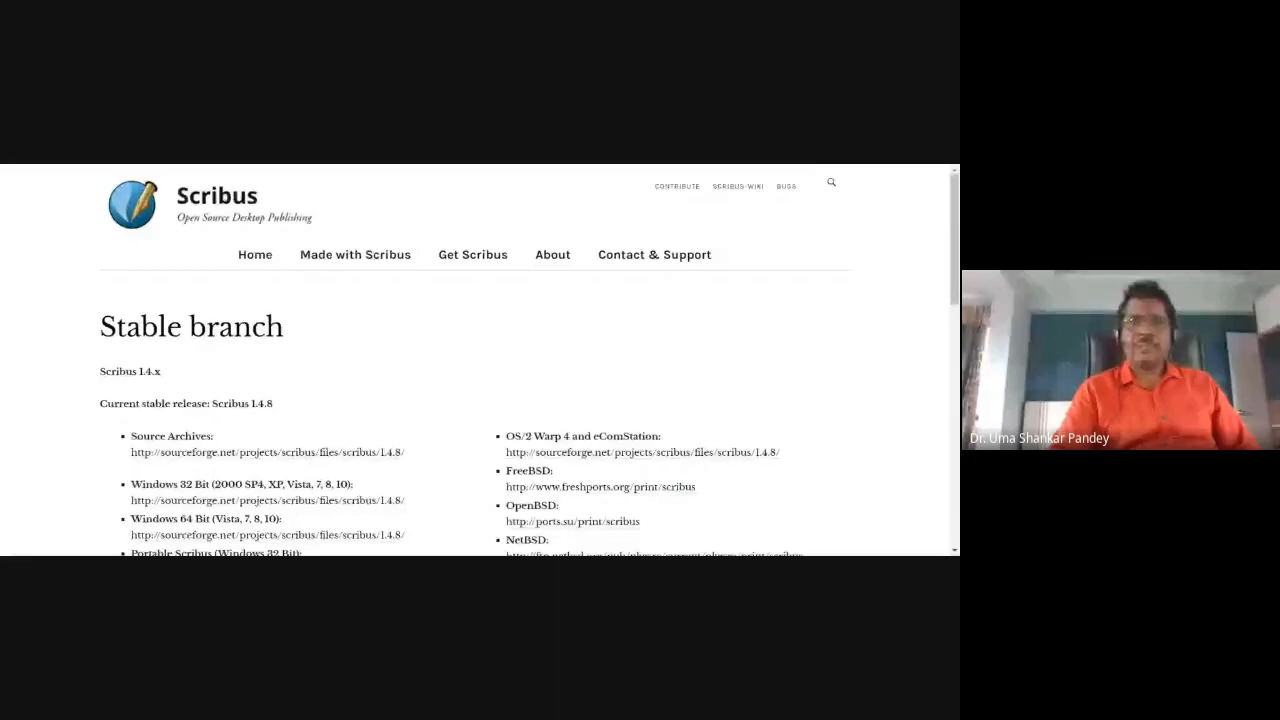 Scribus
Open Source Desktop Publishing
CONTRIBUTE SCRIBUS WIKI BUGS
Home Made with Scribus Get Scribus About Contact & Support
Stable branch
Scribus 1.4.x
Current stable release: Scribus 1.4.8
Source Archives:
http://sourceforge.net/projects/scribus/files/scribus/1.4.8/
Windows 32 Bit (2000 SP4, XP, Vista, 7, 8, 10):
http://sourceforge.net/projects/scribus/files/scribus/1.4.8/
Windows 64 Bit (Vista, 7, 8, 10):
http://sourceforge.net/projects/scribus/files/scribus/1.4.8/
Portable Scribus (Windows 32 Bit):
OS/2 Warp 4 and eComStation:
http://sourceforge.net/projects/scribus/files/scribus/1.4.8/
FreeBSD:
http://www.freshports.org/print/scribus
OpenBSD:
http://ports.su/print/scribus
NetBSD:
Dr. Uma Shankar Pandey